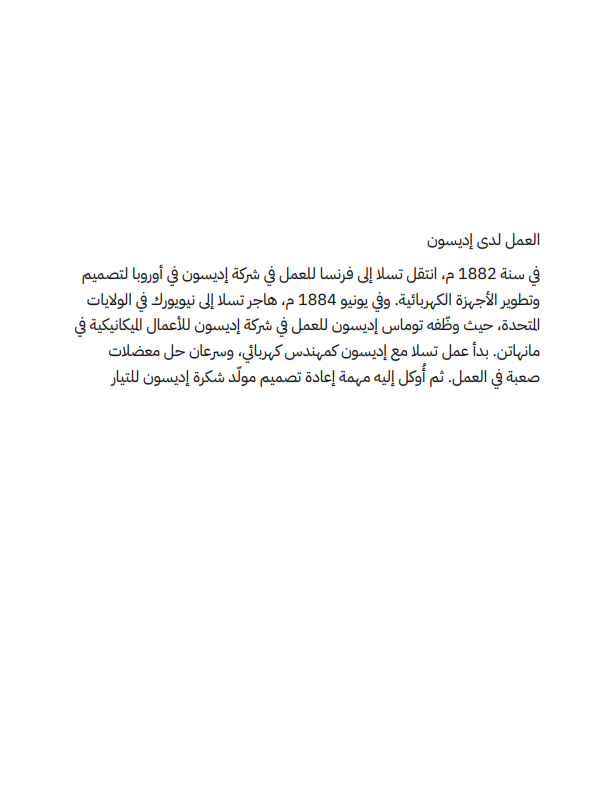 العمل لدى إديسون
في سنة 1882 م، انتقل تسلا إلى فرنسا للعمل في شركة إديسون في أوروبا لتصميم
وتطوير الأجهزة الكهربائية. وفي يونيو 1884 م، هاجر تسلا إلى نيويورك في الولايات
المتحدة، حيث وظّفه توماس إديسون للعمل في شركة إديسون للأعمال الميكانيكية في
مانهاتن. بدأ عمل تسلا مع إديسون كمهندس كهربائي، وسرعان حل معضلات
صعبة في العمل. ثم أُوكل إليه مهمة إعادة تصميم مولّد شكرة إديسون للتيار